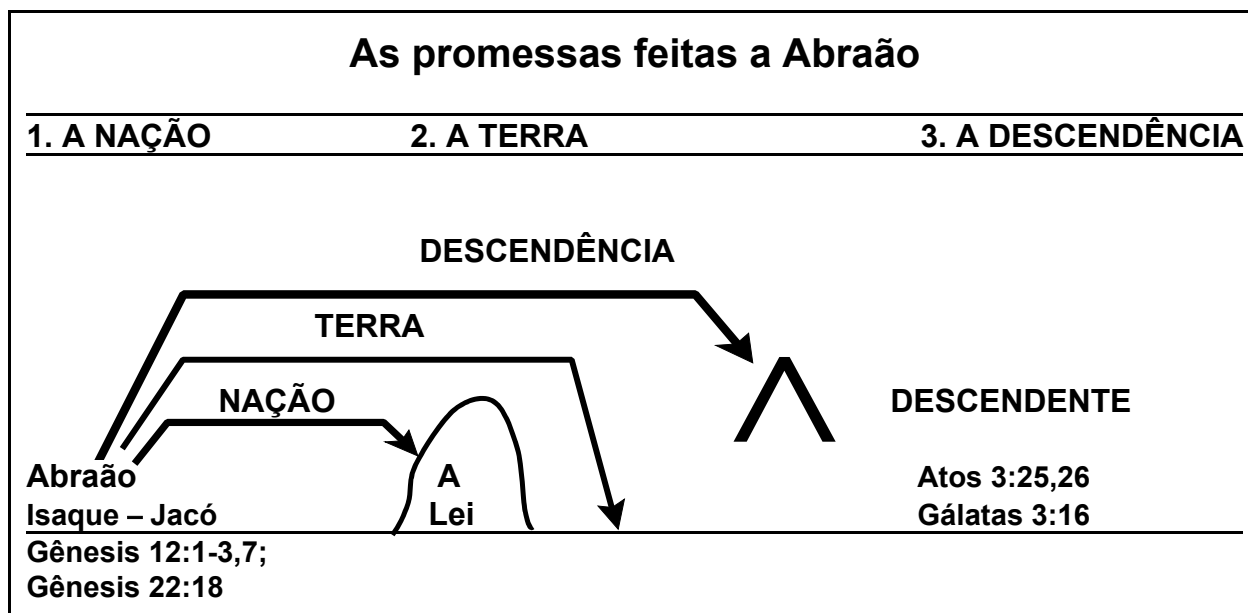 As promessas feitas a Abraão
1. A NAÇÃO 2. A TERRA 3. A DESCENDÊNCIA
DESCENDÊNCIA
TERRA
NAÇÃO DESCENDENTE
Abraão A Atos 3:25,26
Isaque – Jacó Lei Gálatas 3:16
Gênesis 12:1-3,7;
Gênesis 22:18